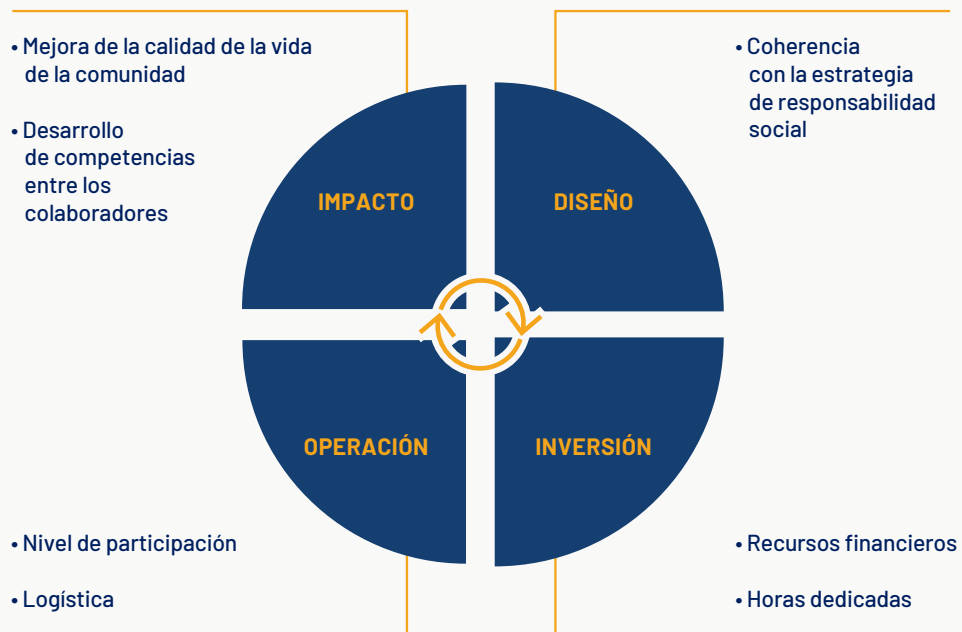 • Mejora de la calidad de la vida
de la comunidad
• Desarrollo
de competencias
entre los
colaboradores
• Coherencia
con la estrategia
de responsabilidad
social
IMPACTO
DISEÑO
OPERACIÓN
INVERSIÓN
• Nivel de participación
• Logística
• Recursos financieros
• Horas dedicadas